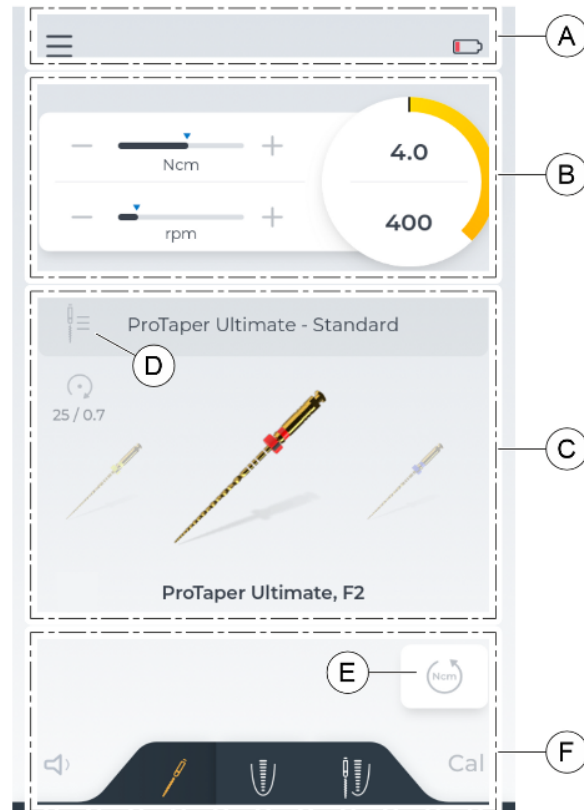 A
4.0
Ncm
B
400
rpm
ProTaper Ultimate - Standard
D
25 / 0.7
C
ProTaper Ultimate, F2
E
Ncm
Cal
F